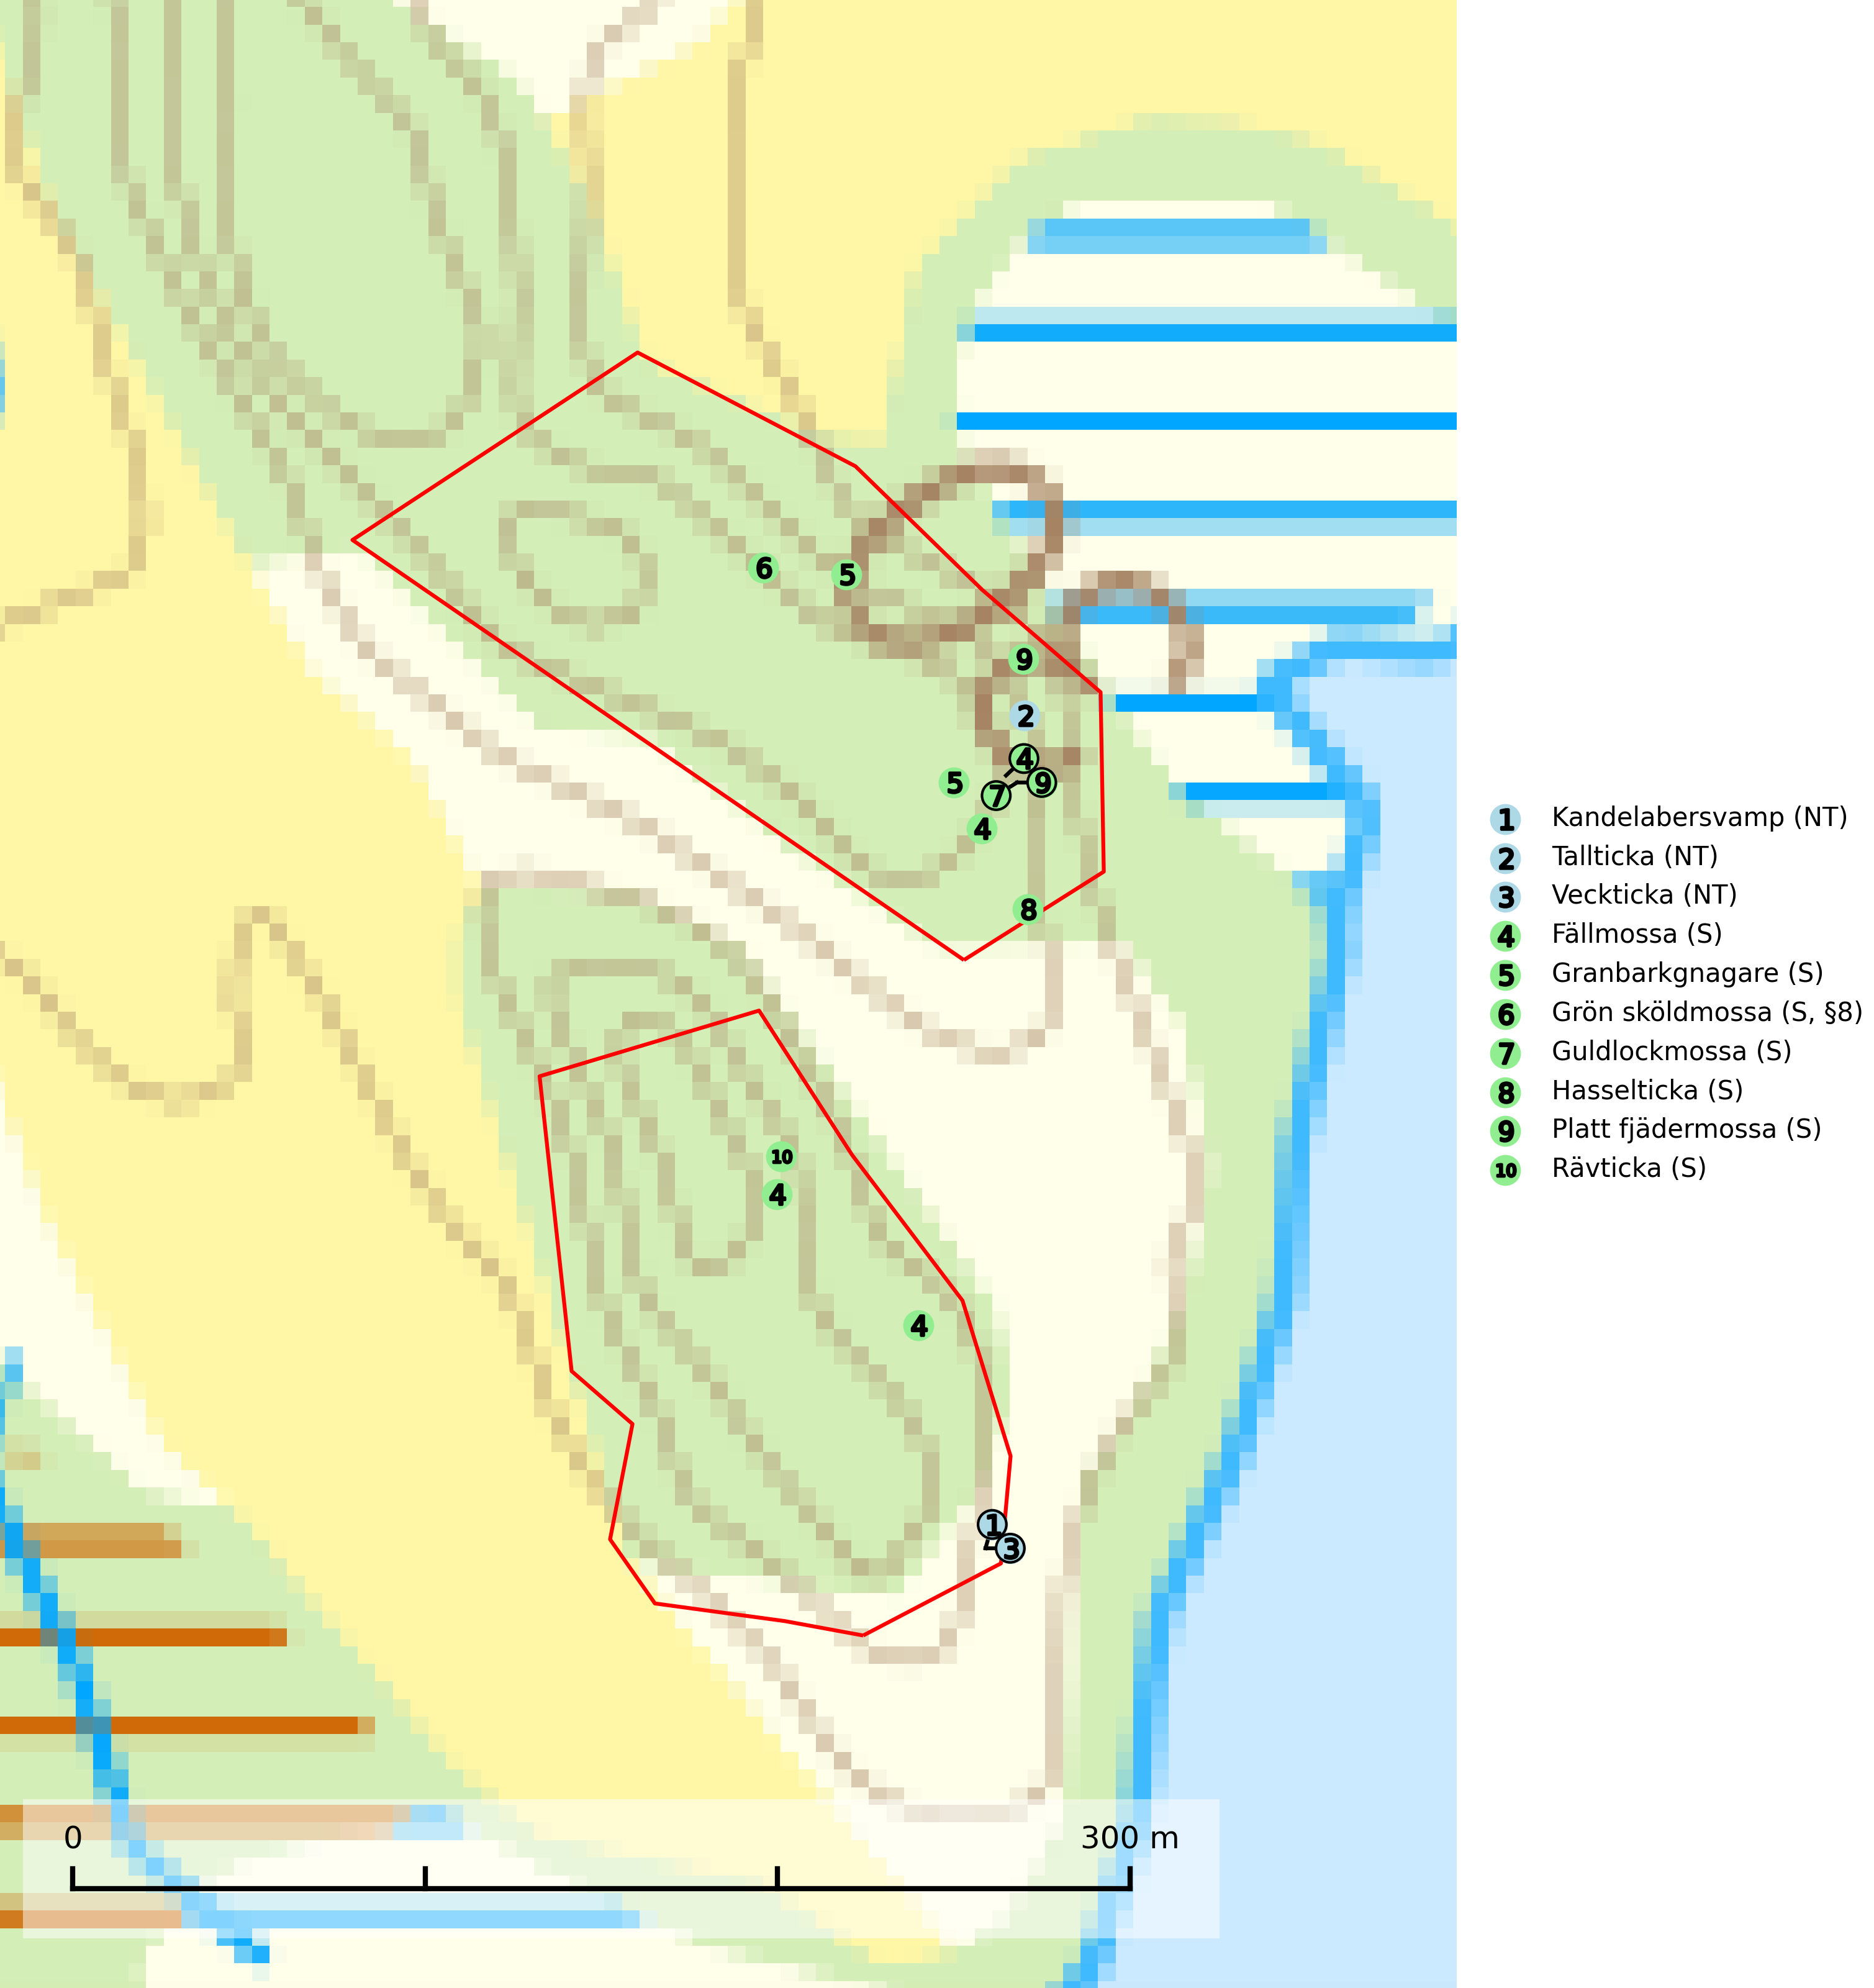 6
5
9
2
4
5
9
7
4
8
10
4
4
1
3
1 Kandelabersvamp (NT)
2 Tallticka (NT)
3 Veckticka (NT)
4 Fällmossa (S)
5 Granbarkgnagare (S)
6 Grön sköldmossa (S, §8)
7 Guldlockmossa (S)
8 Hasselticka (S)
9 Platt fjädermossa (S)
10 Rävticka (S)
0 300 m